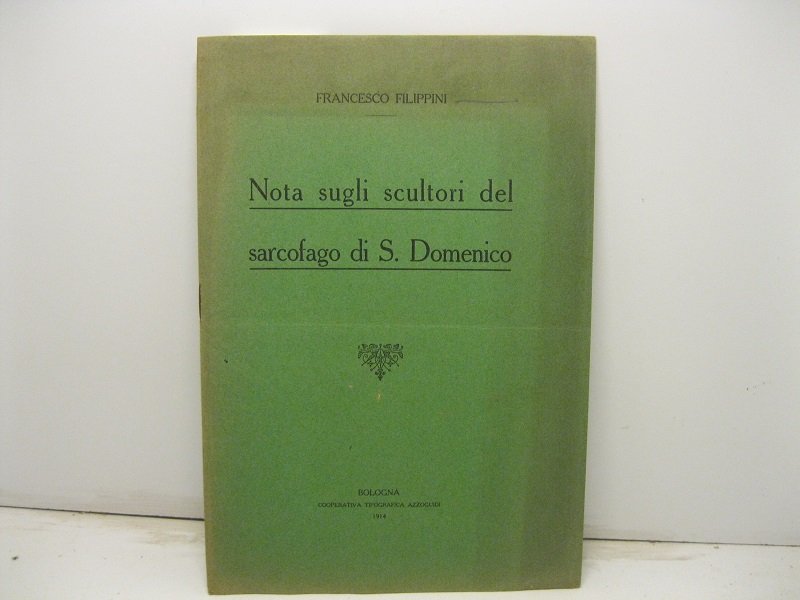 FRANCESCO FILIPPINI
Nota sugli scultori del
sarcofago di S. Domenico
BOLOGNA
COOPERATIVA TIPOGRAFICA AZZOGUIDI
1914